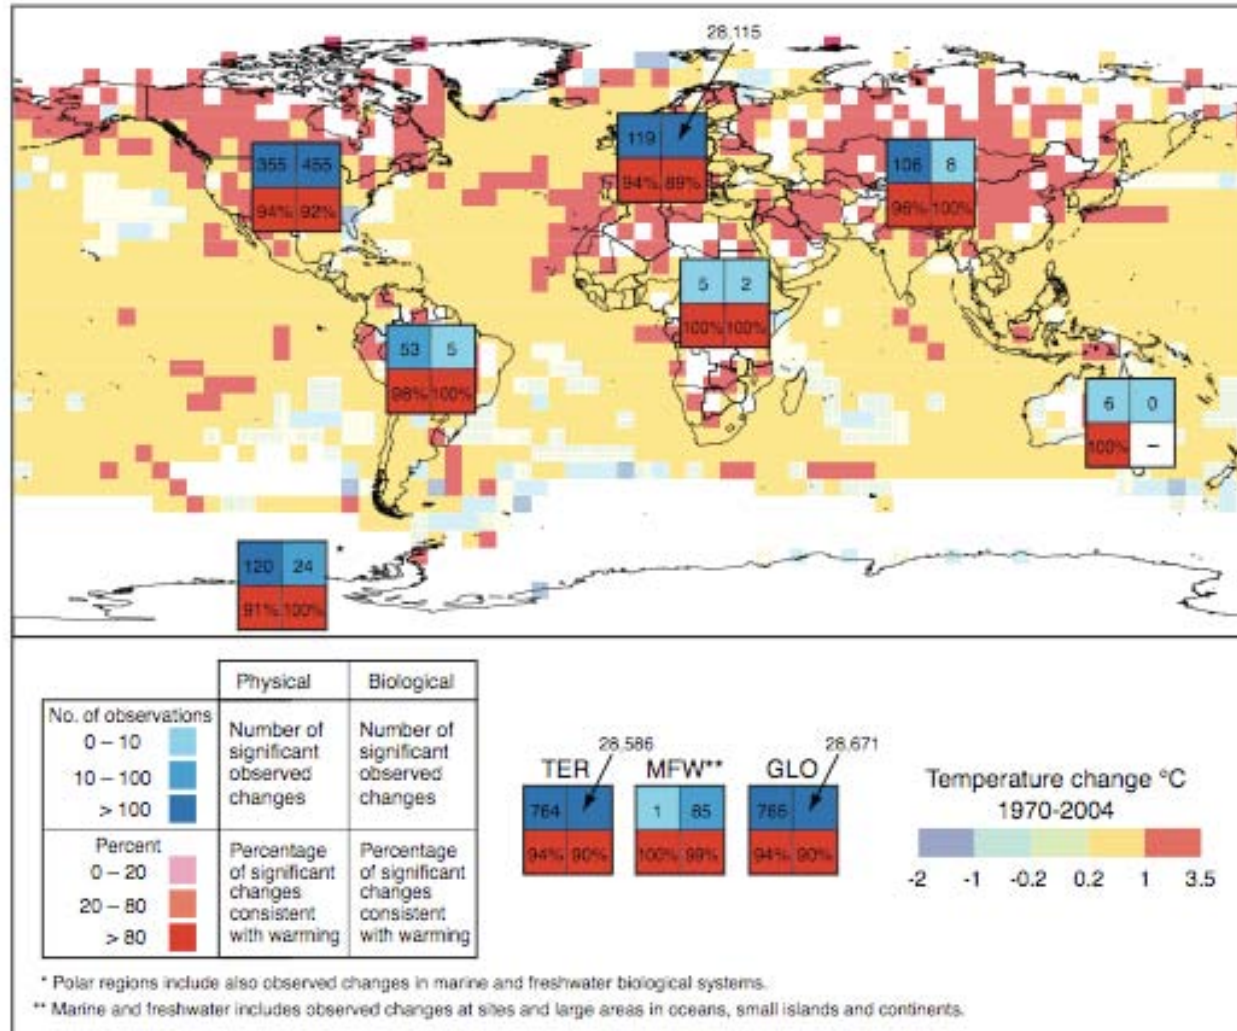 28,115
119
94% 89%
355 455
94% 92%
106 8
96% 100%
5 2
100% 100%
53 5
98% 100%
6 0
100% –
120 24
91% 100%
*
Physical Biological
No. of observations
0 – 10
10 – 100
> 100
Number of significant observed changes
Number of significant observed changes
Percent
0 – 20
20 – 80
> 80
Percentage of significant changes consistent with warming
Percentage of significant changes consistent with warming
28,586
28,671
TER MFW** GLO
764
1 85
765
94% 90%
100% 99%
94% 90%
Temperature change °C
1970-2004
-2 -1 -0.2 0.2 1 3.5
* Polar regions include also observed changes in marine and freshwater biological systems.
** Marine and freshwater includes observed changes at sites and large areas in oceans, small islands and continents.